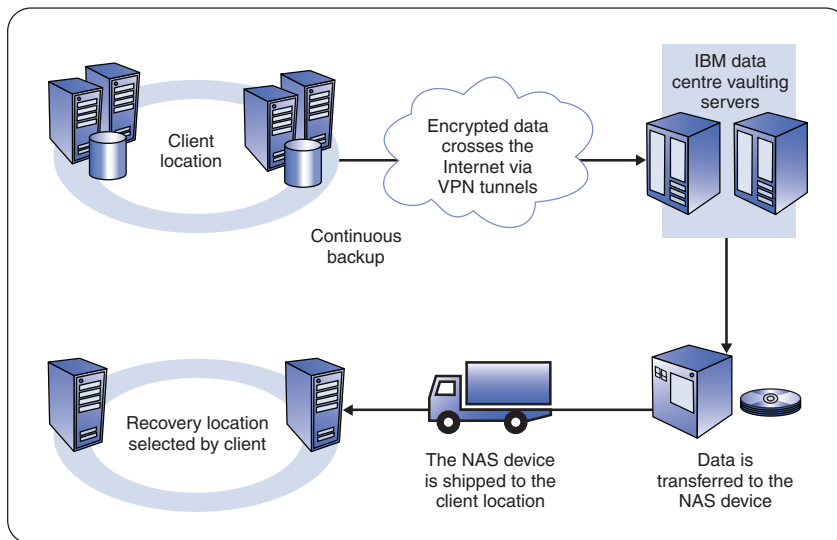 IBM data
centre vaulting
servers
Client
location
Encrypted data
crosses the
Internet via
VPN tunnels
Continuous
backup
Recovery location
selected by client
The NAS device
is shipped to the
client location
Data is
transferred to the
NAS device